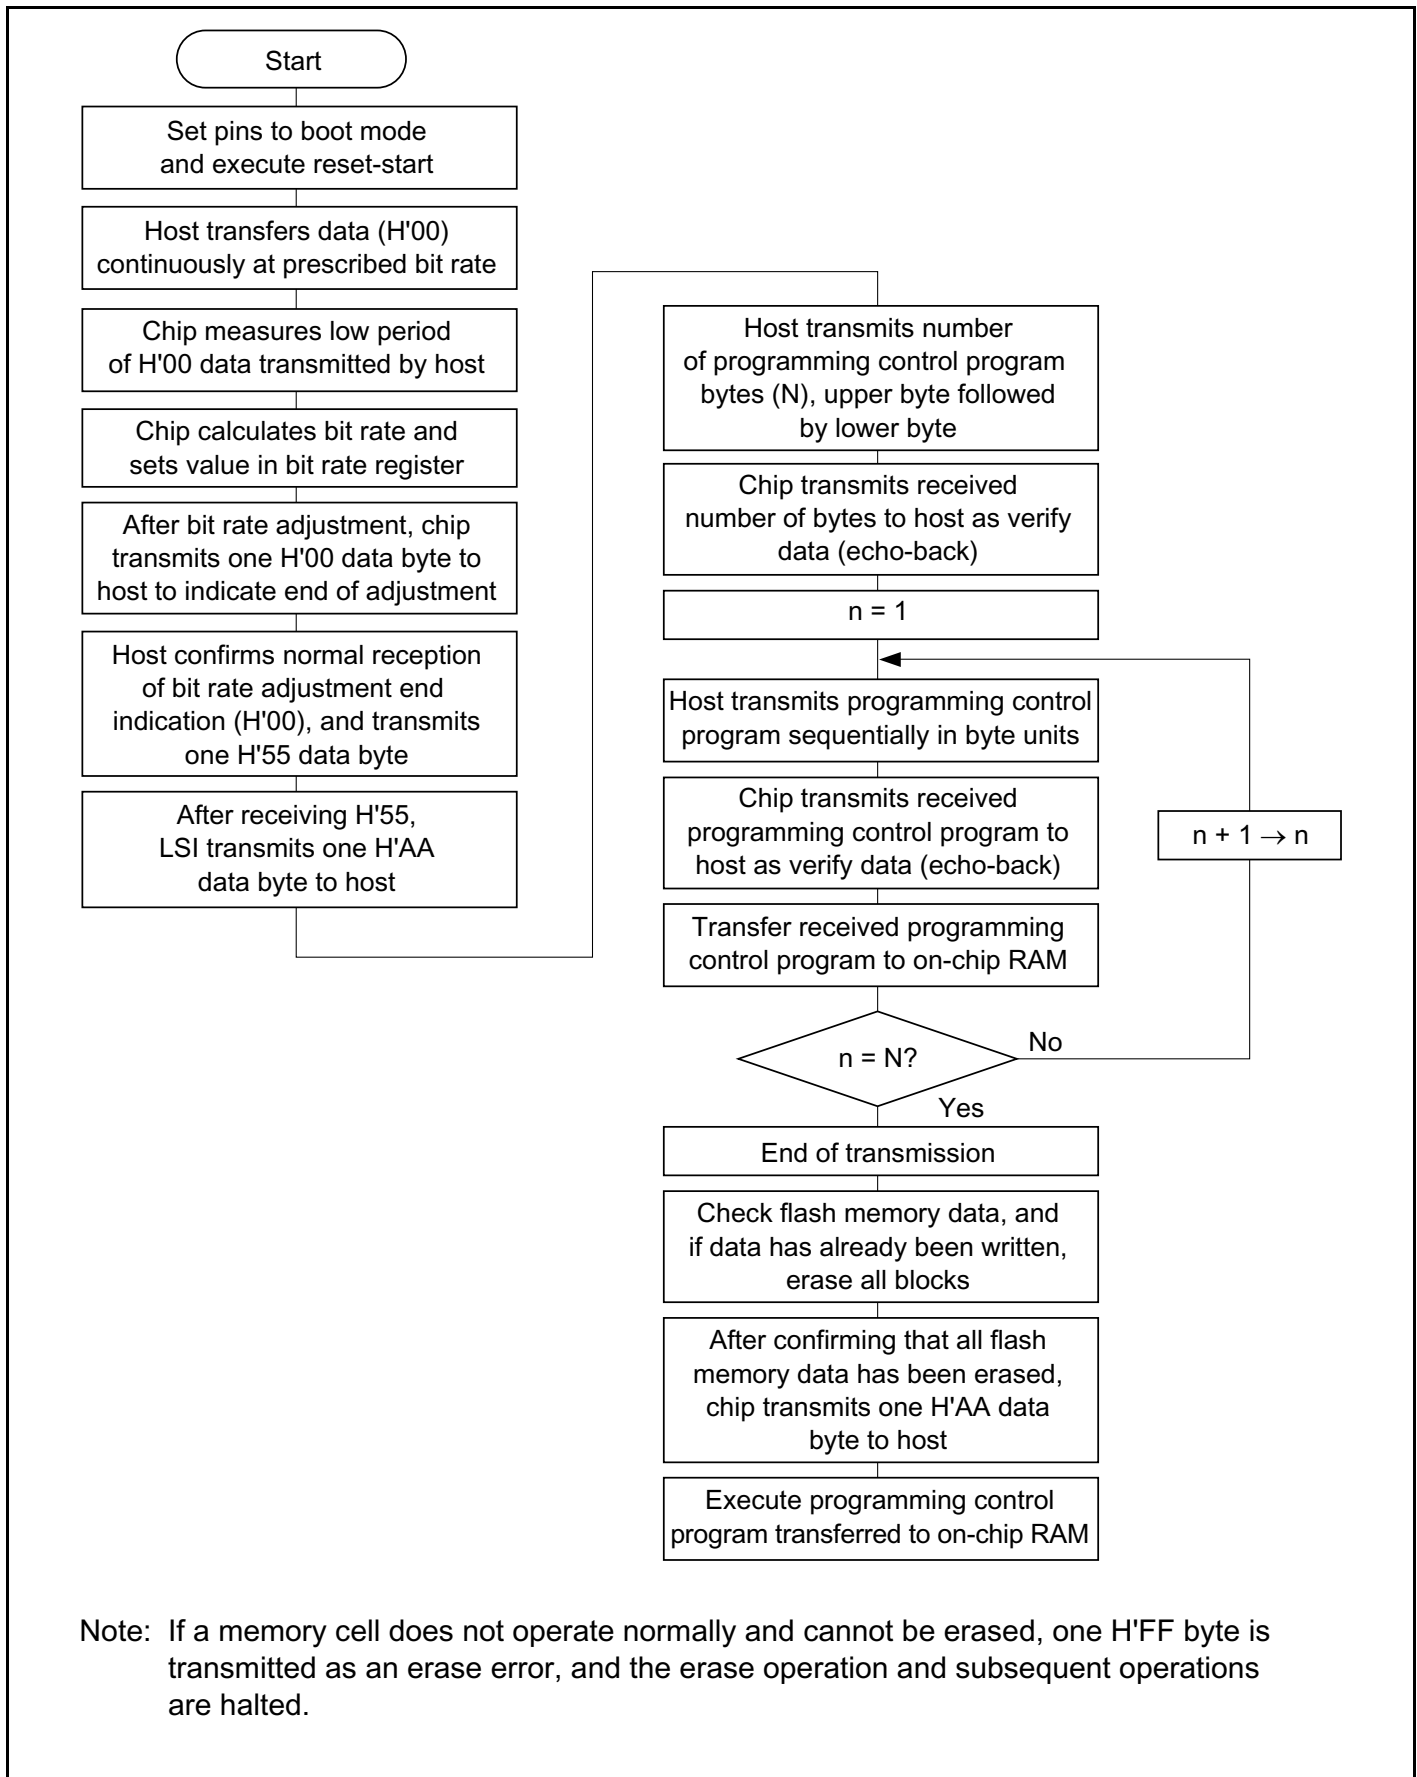 Start
Set pins to boot mode
and execute reset-start
Host transfers data (H'00)
continuously at prescribed bit rate
Chip measures low period
of H'00 data transmitted by host
Chip calculates bit rate and
sets value in bit rate register
After bit rate adjustment, chip
transmits one H'00 data byte to
host to indicate end of adjustment
Host confirms normal reception
of bit rate adjustment end
indication (H'00), and transmits
one H'55 data byte
After receiving H'55,
LSI transmits one H'AA
data byte to host
Host transmits number
of programming control program
bytes (N), upper byte followed
by lower byte
Chip transmits received
number of bytes to host as verify
data (echo-back)
n = 1
Host transmits programming control
program sequentially in byte units
Chip transmits received
programming control program to
host as verify data (echo-back)
n + 1 → n
Transfer received programming
control program to on-chip RAM
n = N?
No
Yes
End of transmission
Check flash memory data, and
if data has already been written,
erase all blocks
After confirming that all flash
memory data has been erased,
chip transmits one H'AA data
byte to host
Execute programming control
program transferred to on-chip RAM
Note: If a memory cell does not operate normally and cannot be erased, one H'FF byte is
transmitted as an erase error, and the erase operation and subsequent operations
are halted.